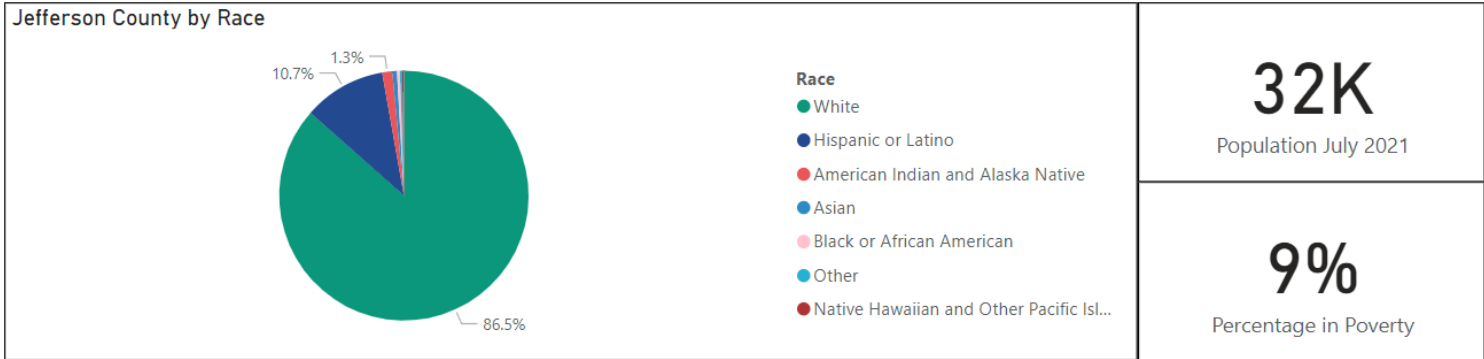 Jefferson County by Race
1.3%
10.7%
86.5%
Race
White
Hispanic or Latino
American Indian and Alaska Native
Asian
Black or African American
Other
Native Hawaiian and Other Pacific Isl...
32K
Population July 2021
9%
Percentage in Poverty